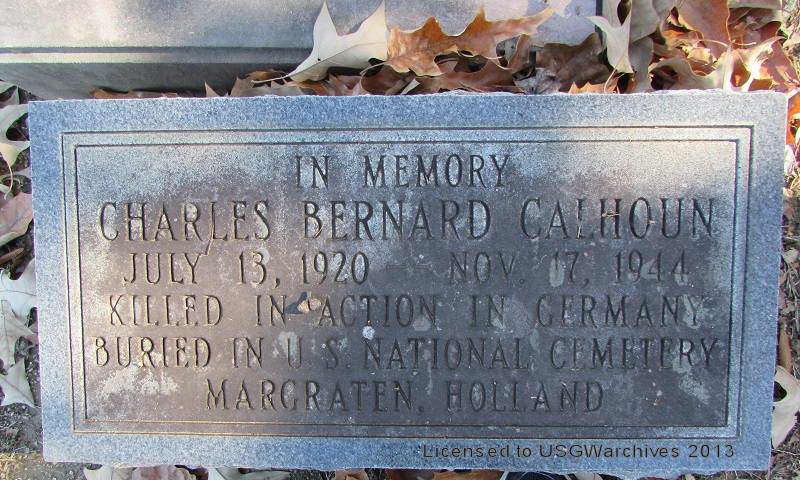 IN MEMORY
CHARLES BERNARD CALHOUN
JULY 13, 1920 NOV. 17, 1944
KILLED IN ACTION IN GERMANY
BURIED IN U.S. NATIONAL CEMETERY
MARGRATEN, HOLLAND
Licensed to USGWarchives 2013